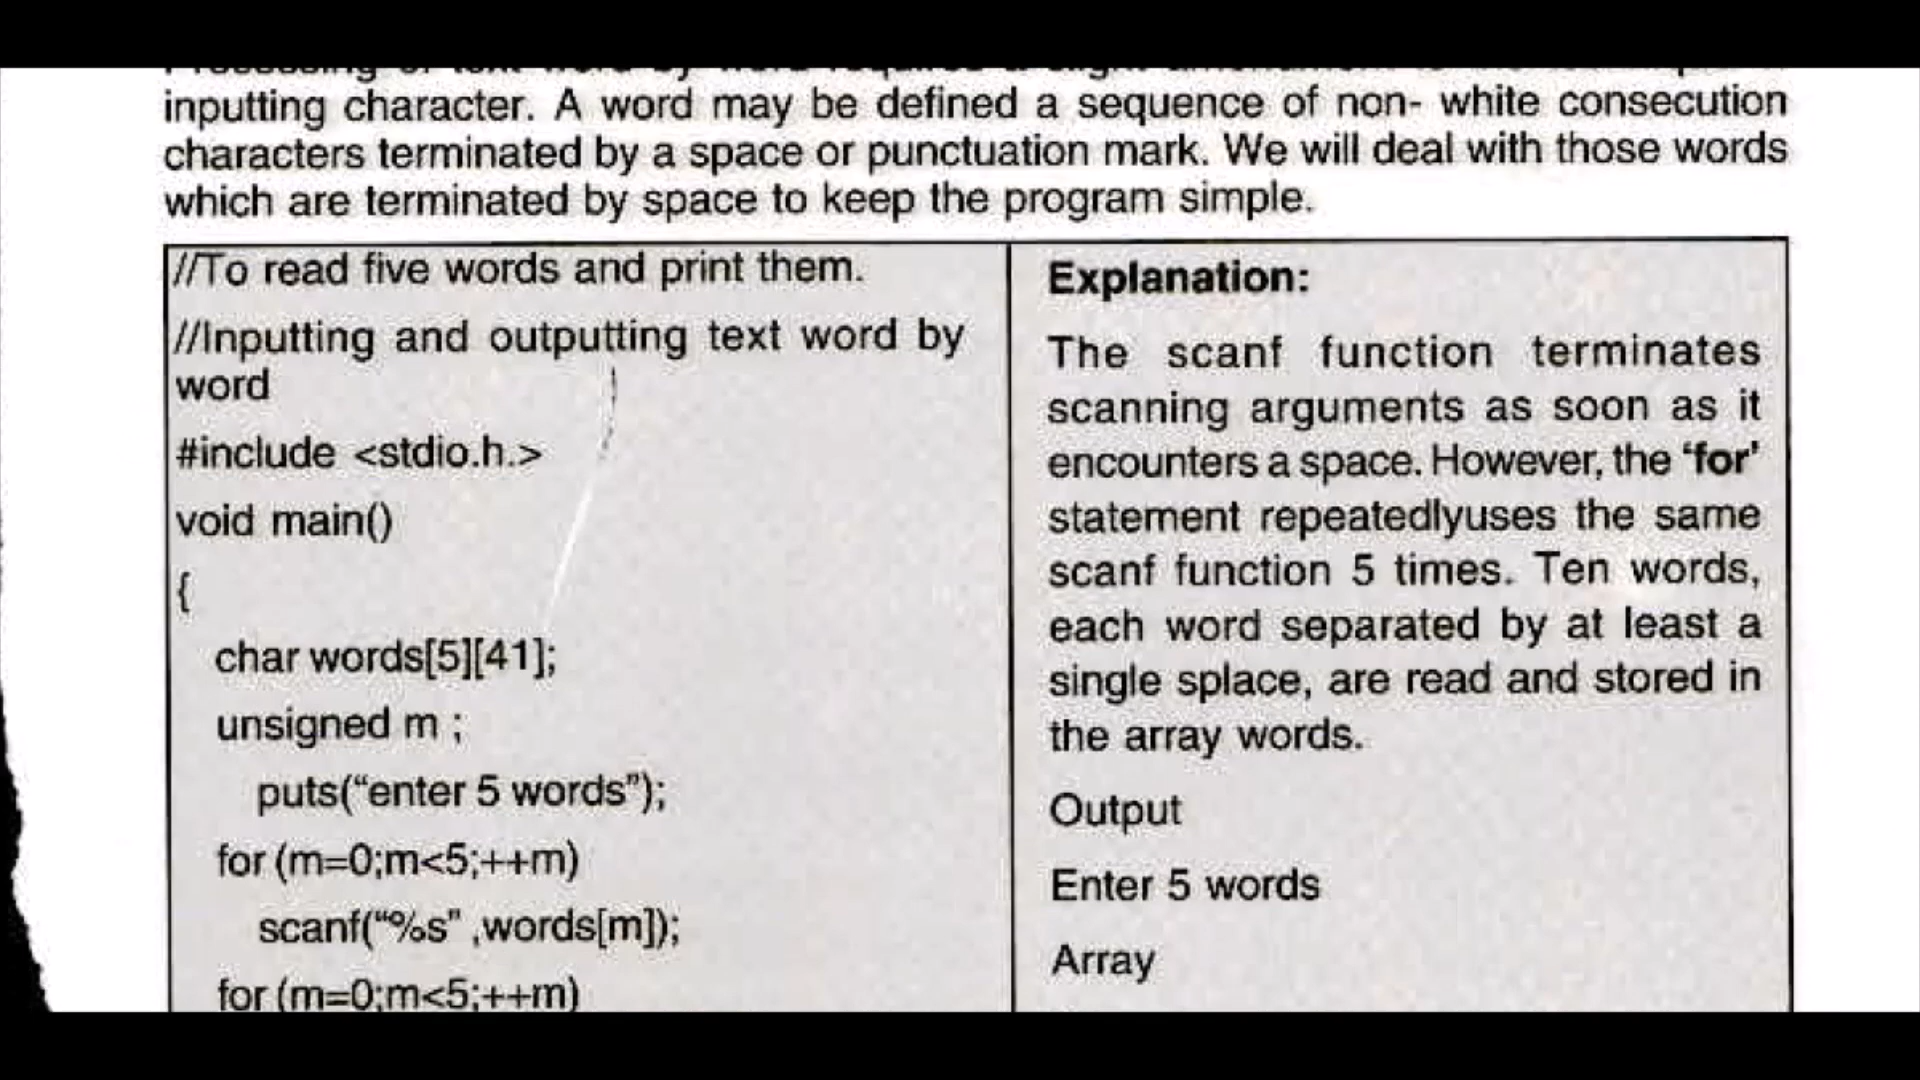 inputting character. A word may be defined a sequence of non- white consecution
characters terminated by a space or punctuation mark. We will deal with those words
which are terminated by space to keep the program simple.
//To read five words and print them.
//Inputting and outputting text word by
word
#include <stdio.h.>
void main()
{
char words[5][41];
unsigned m ;
puts(“enter 5 words”);
for (m=0;m<5;++m)
scanf(“%s” ,words[m]);
for (m=0;m<5;++m)
Explanation:
The scanf function terminates
scanning arguments as soon as it
encounters a space. However, the ‘for’
statement repeatedlyuses the same
scanf function 5 times. Ten words,
each word separated by at least a
single splace, are read and stored in
the array words.
Output
Enter 5 words
Array